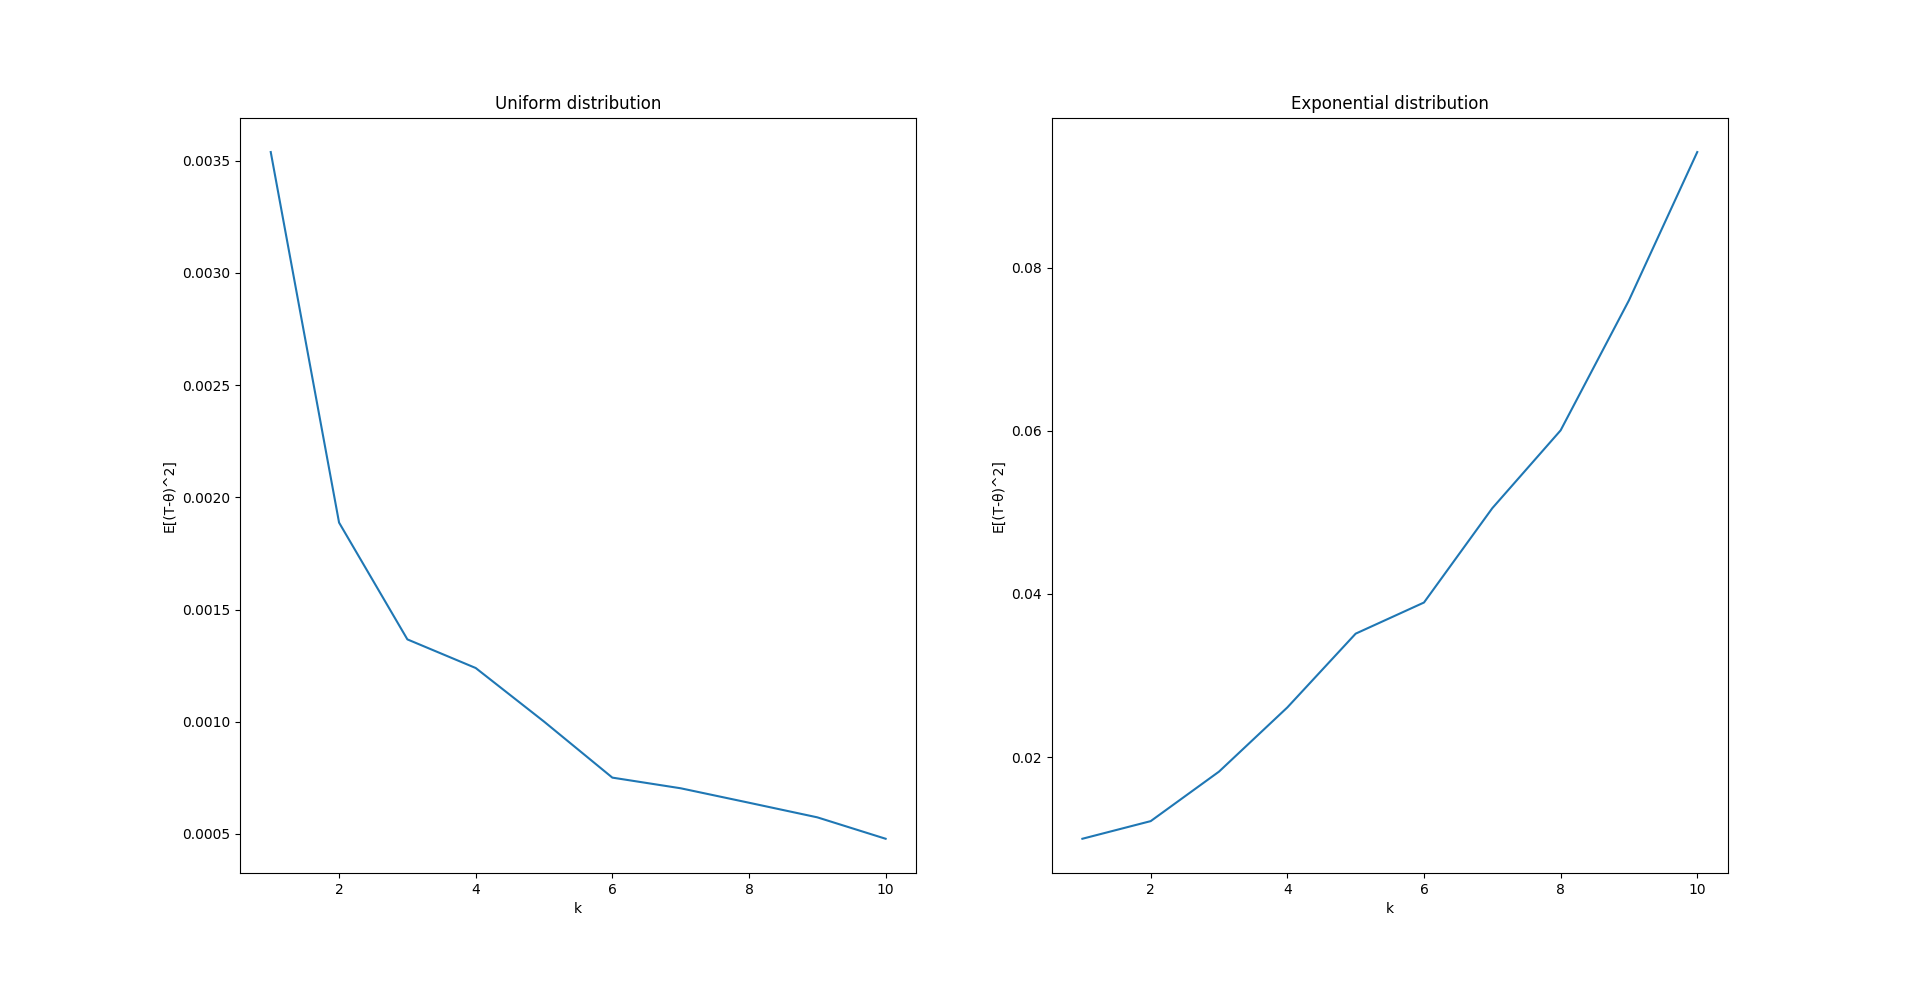 Uniform distribution
E[(T-θ)^2]
0.0035
0.0030
0.0025
0.0020
0.0015
0.0010
0.0005
2 4 6 8 10
k
Exponential distribution
E[(T-θ)^2]
0.08
0.06
0.04
0.02
2 4 6 8 10
k